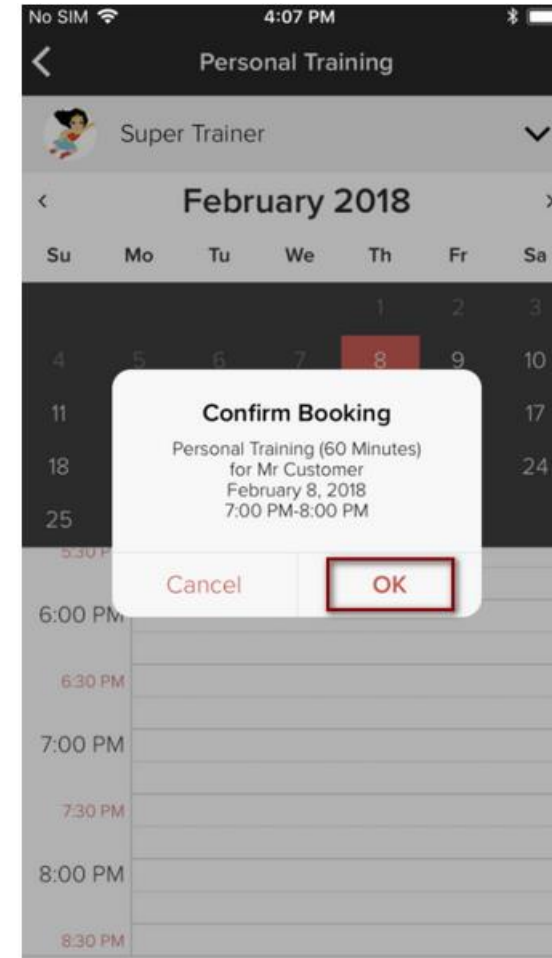 No SIM 4:07 PM
Personal Training
Super Trainer
February 2018
Su Mo Tu We Th Fr Sa
1 2 3
4 5 6 7 8 9 10
11 17
18 24
25
Confirm Booking
Personal Training (60 Minutes)
for Mr Customer
February 8, 2018
7:00 PM-8:00 PM
Cancel OK
5:30 P
6:00 PM
6:30 PM
7:00 PM
7:30 PM
8:00 PM
8:30 PM